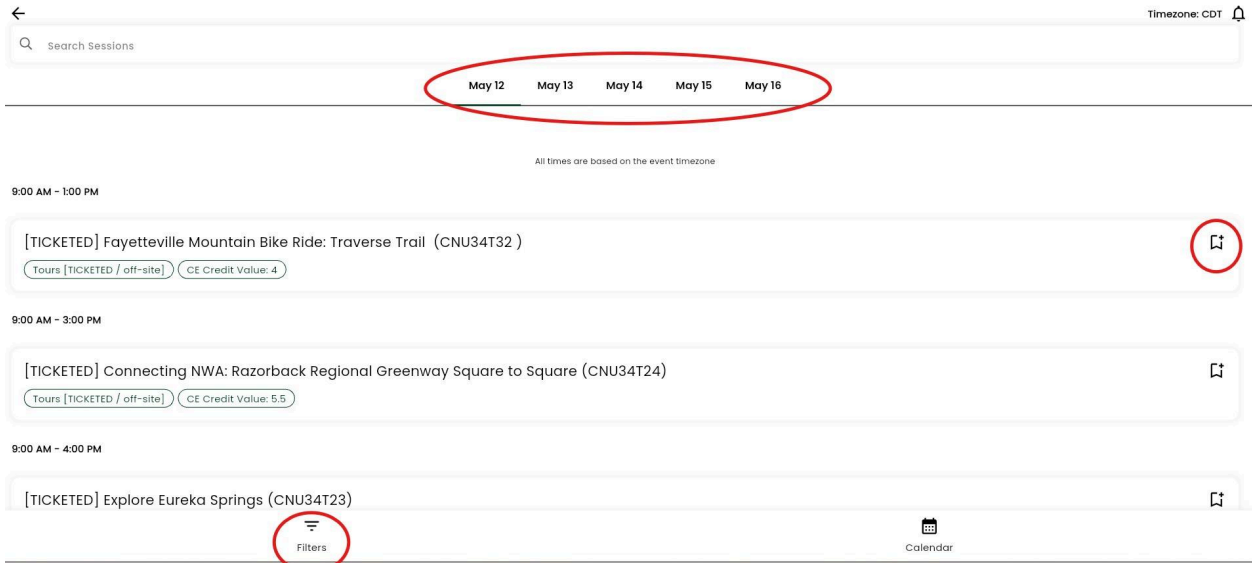 Timezone: CDT
Search Sessions
May 12 May 13 May 14 May 15 May 16
All times are based on the event timezone
9:00 AM - 1:00 PM
[TICKETED] Fayetteville Mountain Bike Ride: Traverse Trail (CNU34T32 )
Tours [TICKETED / off-site] CE Credit Value: 4
9:00 AM - 3:00 PM
[TICKETED] Connecting NWA: Razorback Regional Greenway Square to Square (CNU34T24)
Tours [TICKETED / off-site] CE Credit Value: 5.5
9:00 AM - 4:00 PM
[TICKETED] Explore Eureka Springs (CNU34T23)
Filters Calendar